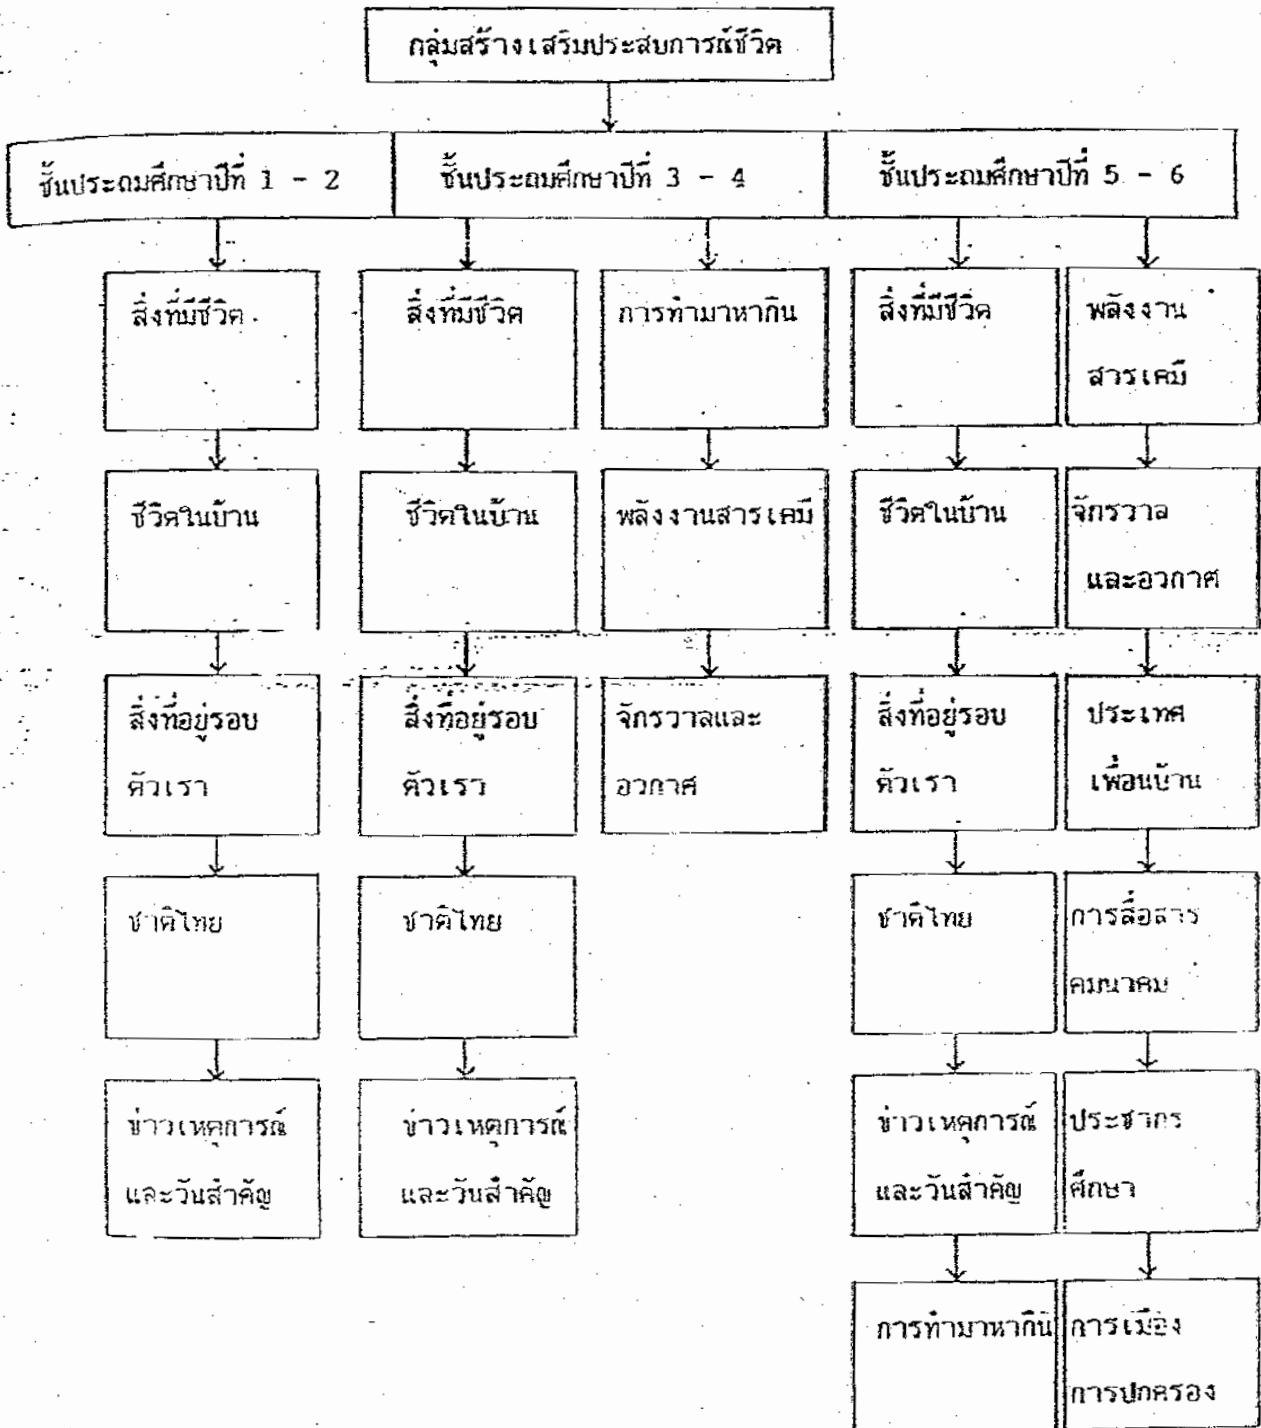 กลุ่มสร้างเสริมประสบการณ์ชีวิต
ชั้นประถมศึกษาปีที่ 1 - 2
ชั้นประถมศึกษาปีที่ 3 - 4
ชั้นประถมศึกษาปีที่ 5 - 6
สิ่งที่มีชีวิต
ชีวิตในบ้าน
สิ่งที่อยู่รอบ
ตัวเรา
ชาติไทย
ข่าวเหตุการณ์
และวันสำคัญ
สิ่งที่มีชีวิต
ชีวิตในบ้าน
สิ่งที่อยู่รอบ
ตัวเรา
ชาติไทย
ข่าวเหตุการณ์
และวันสำคัญ
การทำมาหากิน
พลังงานสารเคมี
จักรวาลและ
อวกาศ
สิ่งที่มีชีวิต
ชีวิตในบ้าน
สิ่งที่อยู่รอบ
ตัวเรา
ชาติไทย
ข่าวเหตุการณ์
และวันสำคัญ
การทำมาหากิน
พลังงาน
สารเคมี
จักรวาล
และอวกาศ
ประเทศ
เพื่อนบ้าน
การสื่อสาร
คมนาคม
ประชากร
ศึกษา
การเมือง
การปกครอง